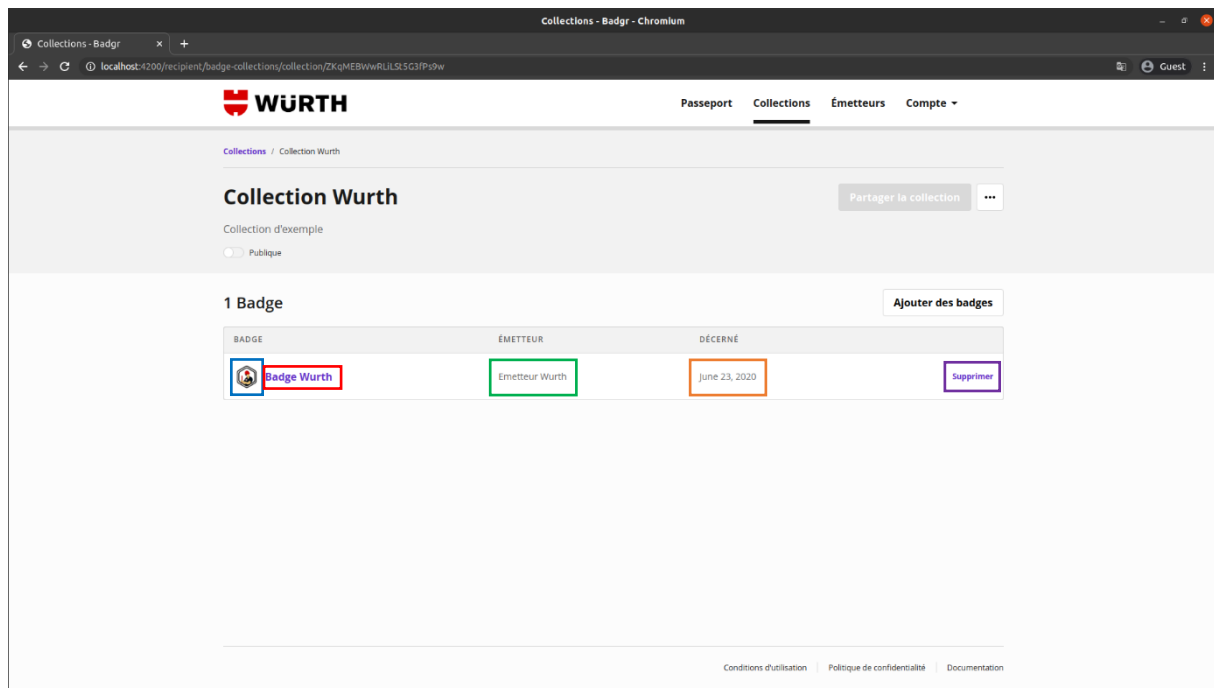 Collections - Badgr - Chromium
Collections - Badgr
localhost:4200/recipient/badge-collections/collection/ZKqMEBWwRLiLSt5G3fPs9w
Guest
WÜRTH
Passeport Collections Émetteurs Compte
Collections / Collection Wurth
Collection Wurth
Partager la collection
Collection d'exemple
Publique
1 Badge
Ajouter des badges
BADGE ÉMETTEUR DÉCERNÉ
Badge Wurth Emetteur Wurth June 23, 2020 Supprimer
Conditions d'utilisation Politique de confidentialité Documentation